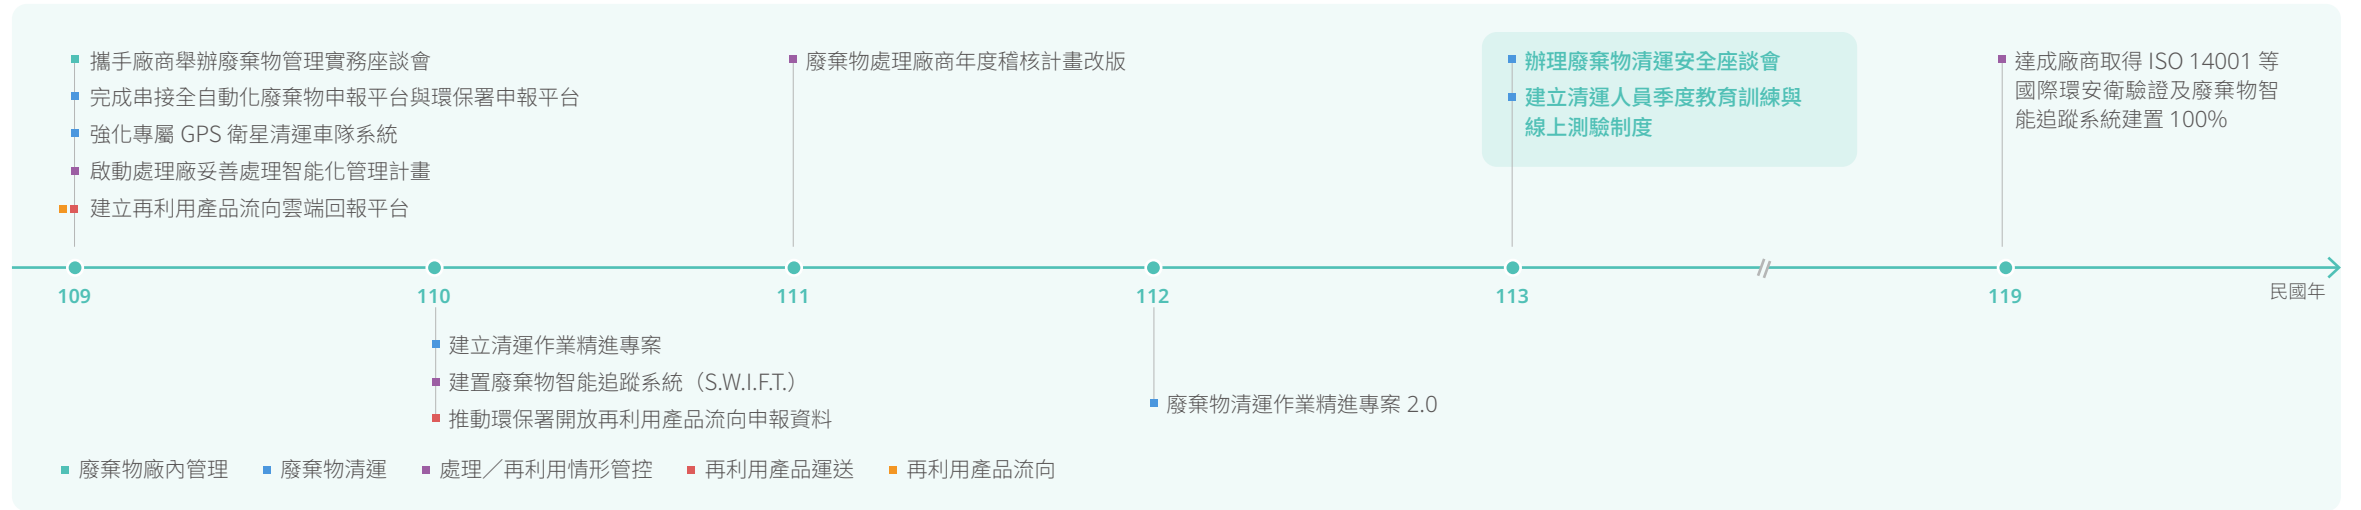 攜手廠商舉辦廢棄物管理實務座談會
完成串接全自動化廢棄物申報平台與環保署申報平台
強化專屬 GPS 衛星清運車隊系統
啟動處理廠妥善處理智能化管理計畫
建立再利用產品流向雲端回報平台
廢棄物處理廠商年度稽核計畫改版
辦理廢棄物清運安全座談會
建立清運人員季度教育訓練與
線上測驗制度
達成廠商取得 ISO 14001 等
國際環安衛驗證及廢棄物智
能追蹤系統建置 100%
109
110
111
112
113
119
民國年
建立清運作業精進專案
建置廢棄物智能追蹤系統（S.W.I.F.T.）
推動環保署開放再利用產品流向申報資料
廢棄物清運作業精進專案 2.0
廢棄物廠內管理
廢棄物清運
處理／再利用情形管控
再利用產品運送
再利用產品流向